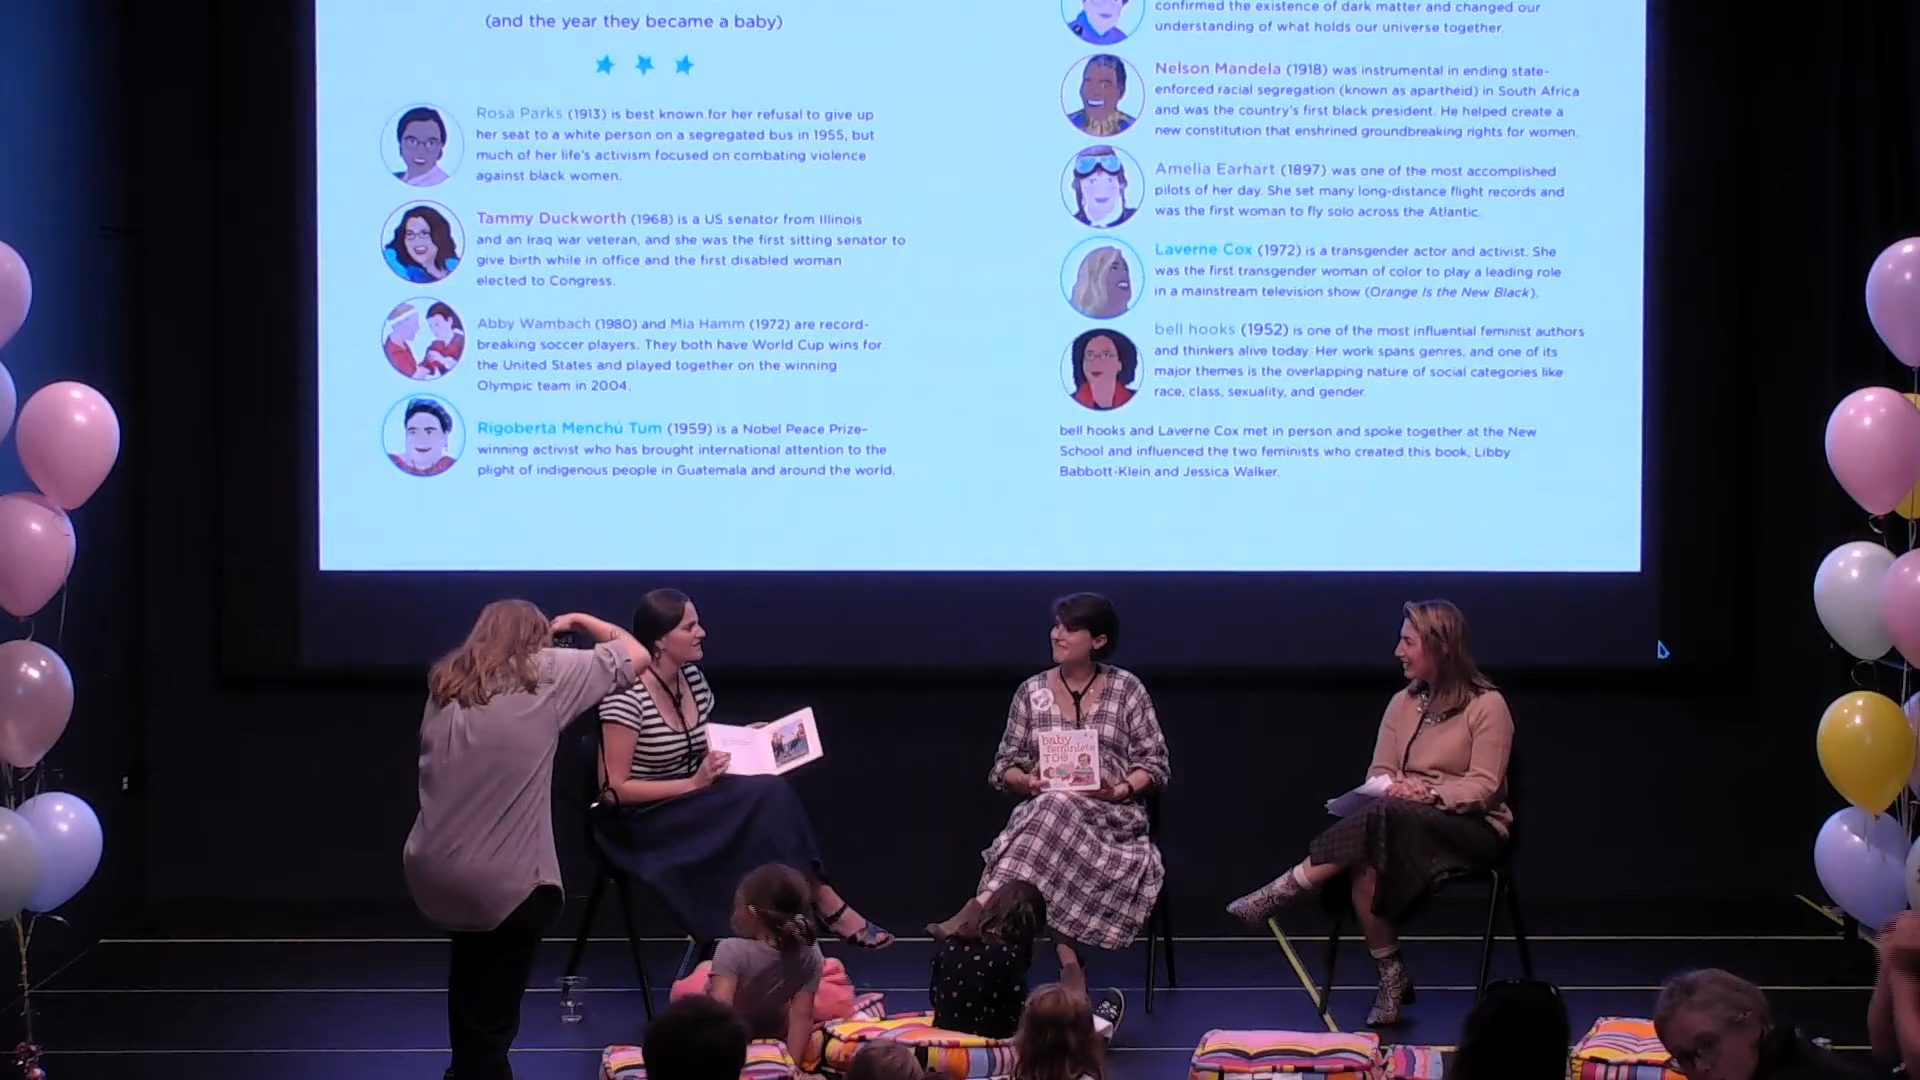 (and the year they became a baby)
Rosa Parks (1913) is best known for her refusal to give up
her seat to a white person on a segregated bus in 1955, but
much of her life's activism focused on combating violence
against black women.
Tammy Duckworth (1968) is a US senator from Illinois
and an Iraq war veteran, and she was the first sitting senator to
give birth while in office and the first disabled woman
elected to Congress.
Abby Wambach (1980) and Mia Hamm (1972) are record-
breaking soccer players. They both have World Cup wins for
the United States and played together on the winning
Olympic team in 2004.
Rigoberta Menchú Tum (1959) is a Nobel Peace Prize–
winning activist who has brought international attention to the
plight of indigenous people in Guatemala and around the world.
confirmed the existence of dark matter and changed our
understanding of what holds our universe together.
Nelson Mandela (1918) was instrumental in ending state-
enforced racial segregation (known as apartheid) in South Africa
and was the country's first black president. He helped create a
new constitution that enshrined groundbreaking rights for women.
Amelia Earhart (1897) was one of the most accomplished
pilots of her day. She set many long-distance flight records and
was the first woman to fly solo across the Atlantic.
Laverne Cox (1972) is a transgender actor and activist. She
was the first transgender woman of color to play a leading role
in a mainstream television show (Orange Is the New Black).
bell hooks (1952) is one of the most influential feminist authors
and thinkers alive today. Her work spans genres, and one of its
major themes is the overlapping nature of social categories like
race, class, sexuality, and gender.
bell hooks and Laverne Cox met in person and spoke together at the New
School and influenced the two feminists who created this book, Libby
Babbott-Klein and Jessica Walker.
baby
feminists
TOO